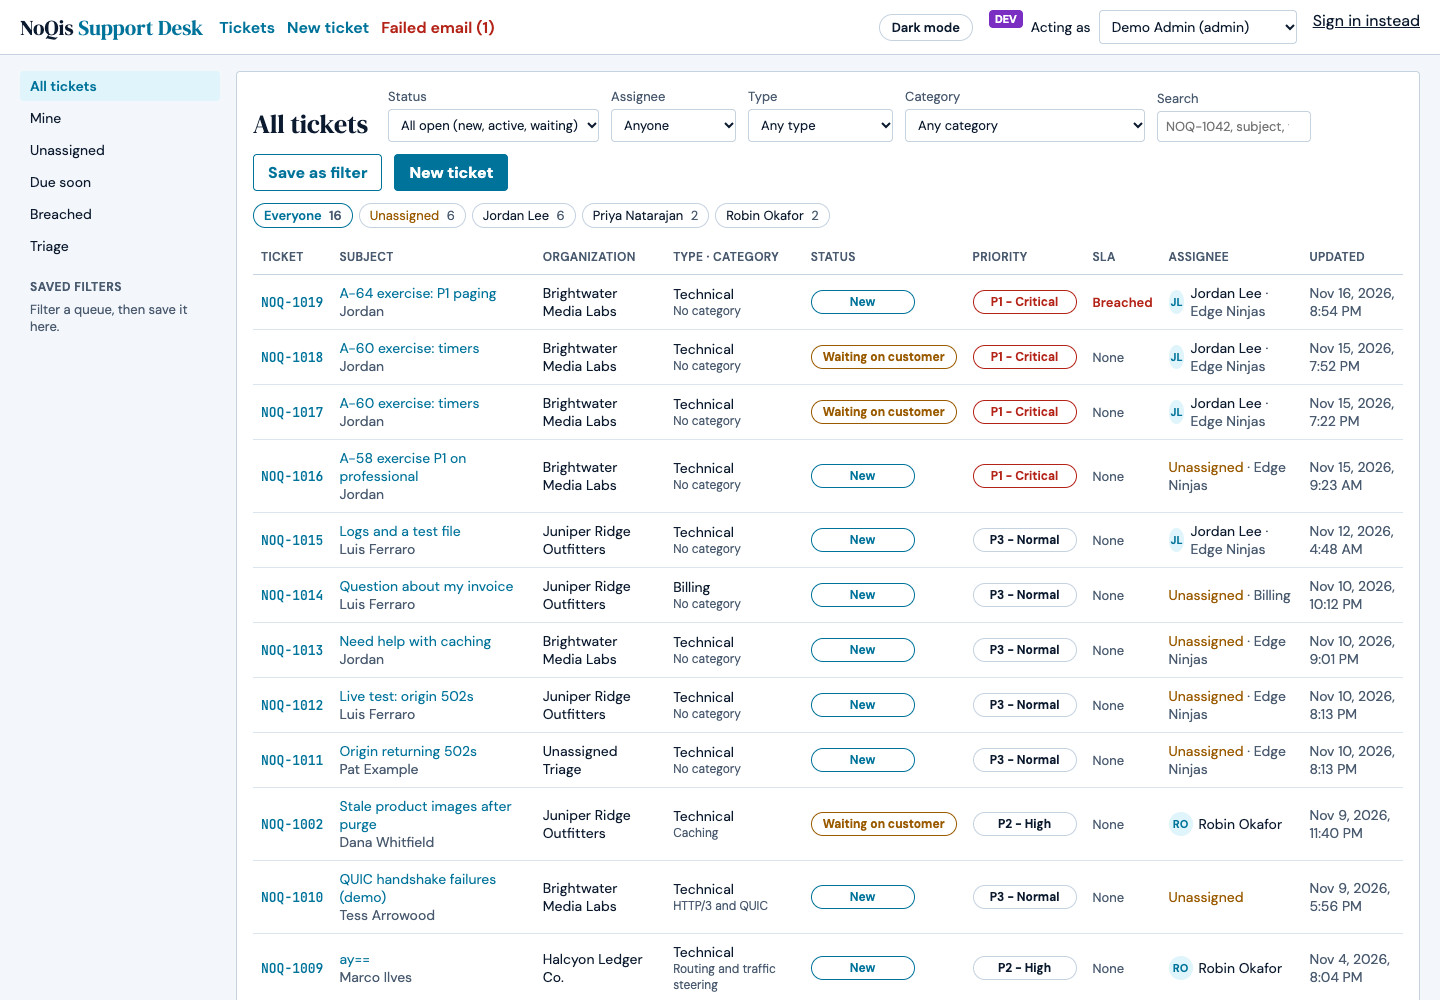 NoQis Support Desk Tickets New ticket Failed email (1) Dark mode DEV Acting as Demo Admin (admin) Sign in instead
All tickets
Mine
Unassigned
Due soon
Breached
Triage
SAVED FILTERS
Filter a queue, then save it
here.
All tickets
Status Assignee Type Category Search
All open (new, active, waiting) Anyone Any type Any category NOQ-1042, subject,
Save as filter New ticket
Everyone 16 Unassigned 6 Jordan Lee 6 Priya Natarajan 2 Robin Okafor 2
TICKET SUBJECT ORGANIZATION TYPE · CATEGORY STATUS PRIORITY SLA ASSIGNEE UPDATED
NOQ-1019 A-64 exercise: P1 paging Brightwater Technical New P1 – Critical Breached JL Jordan Lee · Nov 16, 2026,
Jordan Media Labs No category Edge Ninjas 8:54 PM
NOQ-1018 A-60 exercise: timers Brightwater Technical Waiting on customer P1 – Critical None JL Jordan Lee · Nov 15, 2026,
Jordan Media Labs No category Edge Ninjas 7:52 PM
NOQ-1017 A-60 exercise: timers Brightwater Technical Waiting on customer P1 – Critical None JL Jordan Lee · Nov 15, 2026,
Jordan Media Labs No category Edge Ninjas 7:22 PM
NOQ-1016 A-58 exercise P1 on Brightwater Technical New P1 – Critical None Unassigned · Edge Nov 15, 2026,
professional Media Labs No category Ninjas 9:23 AM
Jordan
NOQ-1015 Logs and a test file Juniper Ridge Technical New P3 – Normal None JL Jordan Lee · Nov 12, 2026,
Luis Ferraro Outfitters No category Edge Ninjas 4:48 AM
NOQ-1014 Question about my invoice Juniper Ridge Billing New P3 – Normal None Unassigned · Billing Nov 10, 2026,
Luis Ferraro Outfitters No category 10:12 PM
NOQ-1013 Need help with caching Brightwater Technical New P3 – Normal None Unassigned · Edge Nov 10, 2026,
Jordan Media Labs No category Ninjas 9:01 PM
NOQ-1012 Live test: origin 502s Juniper Ridge Technical New P3 – Normal None Unassigned · Edge Nov 10, 2026,
Luis Ferraro Outfitters No category Ninjas 8:13 PM
NOQ-1011 Origin returning 502s Unassigned Technical New P3 – Normal None Unassigned · Edge Nov 10, 2026,
Pat Example Triage No category Ninjas 8:13 PM
NOQ-1002 Stale product images after Juniper Ridge Technical Waiting on customer P2 – High None RO Robin Okafor Nov 9, 2026,
purge Outfitters Caching 11:40 PM
Dana Whitfield
NOQ-1010 QUIC handshake failures Brightwater Technical New P3 – Normal None Unassigned Nov 9, 2026,
(demo) Media Labs HTTP/3 and QUIC 5:56 PM
Tess Arrowood
NOQ-1009 ay== Halcyon Ledger Technical New P2 – High None RO Robin Okafor Nov 4, 2026,
Marco Ilves Co. Routing and traffic 8:04 PM
steering